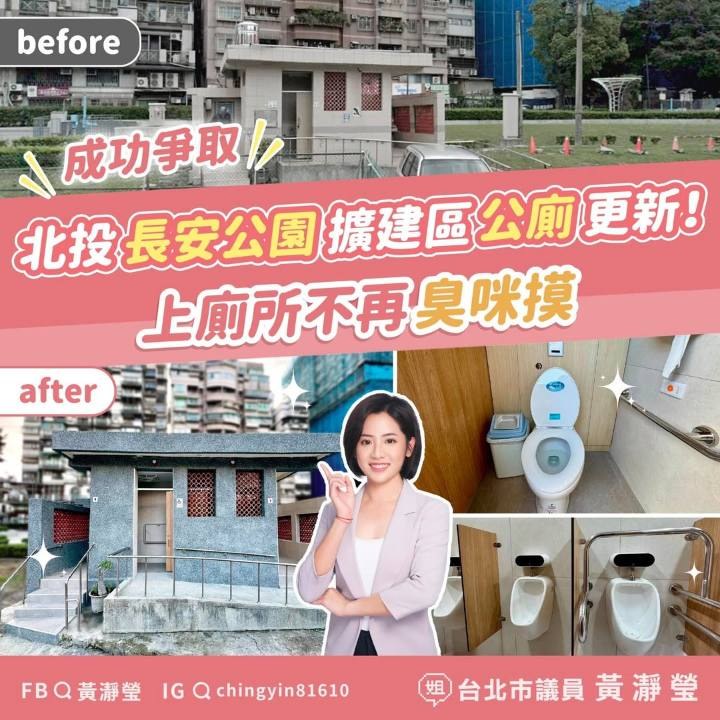 before
成功爭取
北投長安公園擴建區公廁更新!
上廁所不再臭咪摸
after
FB 黃瀞瑩 IG chingyin81610
姐 台北市議員 黃瀞瑩